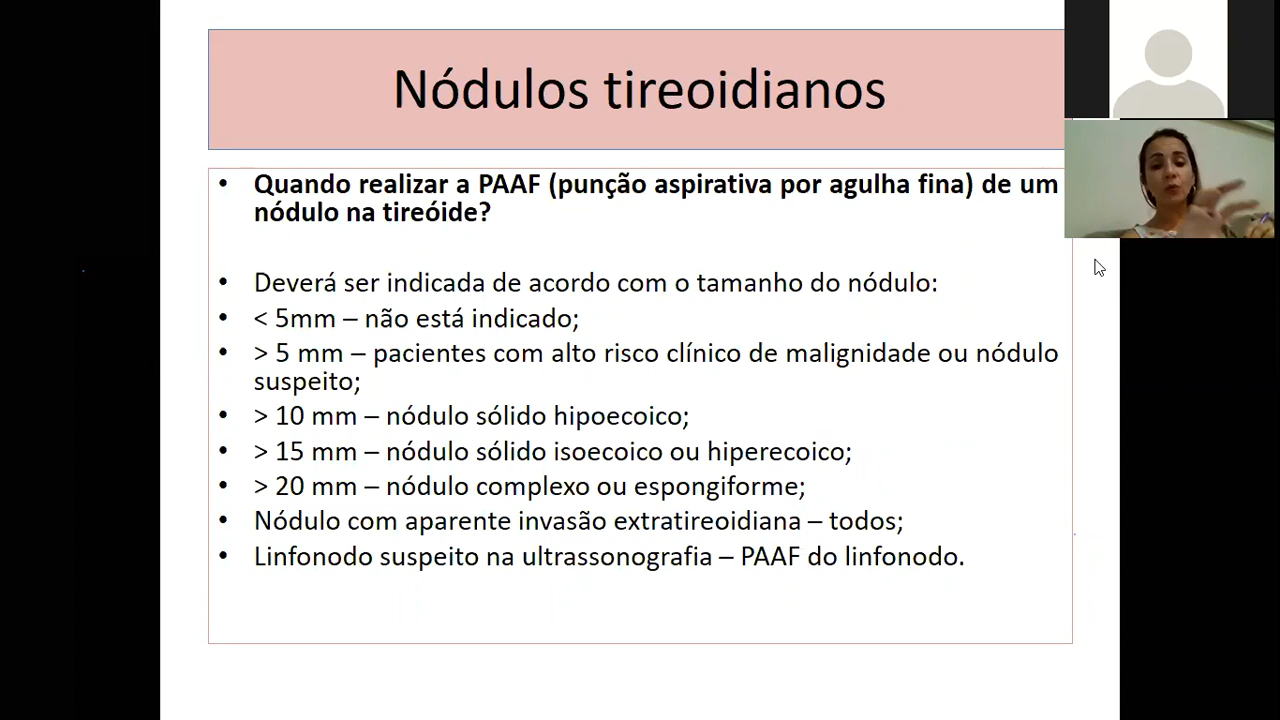 Nódulos tireoidianos
• Quando realizar a PAAF (punção aspirativa por agulha fina) de um
nódulo na tireóide?
• Deverá ser indicada de acordo com o tamanho do nódulo:
• < 5mm – não está indicado;
• > 5 mm – pacientes com alto risco clínico de malignidade ou nódulo
suspeito;
• > 10 mm – nódulo sólido hipoecoico;
• > 15 mm – nódulo sólido isoecoico ou hiperecoico;
• > 20 mm – nódulo complexo ou espongiforme;
• Nódulo com aparente invasão extratireoidiana – todos;
• Linfonodo suspeito na ultrassonografia – PAAF do linfonodo.